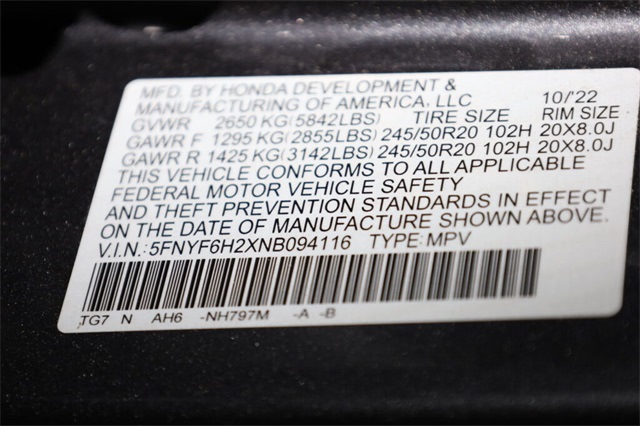 MFD. BY HONDA DEVELOPMENT &
MANUFACTURING OF AMERICA, LLC 10/'22
GVWR 2650 KG(5842LBS) TIRE SIZE RIM SIZE
GAWR F 1295 KG(2855LBS) 245/50R20 102H 20X8.0J
GAWR R 1425 KG(3142LBS) 245/50R20 102H 20X8.0J
THIS VEHICLE CONFORMS TO ALL APPLICABLE
FEDERAL MOTOR VEHICLE SAFETY
AND THEFT PREVENTION STANDARDS IN EFFECT
ON THE DATE OF MANUFACTURE SHOWN ABOVE.
V.I.N.: 5FNYF6H2XNB094116 TYPE: MPV
TG7 N AH6 -NH797M -A -B